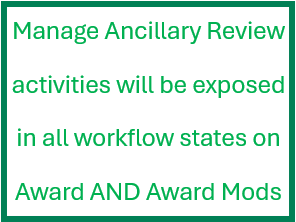 Manage Ancillary Review
activities will be exposed
in all workflow states on
Award AND Award Mods